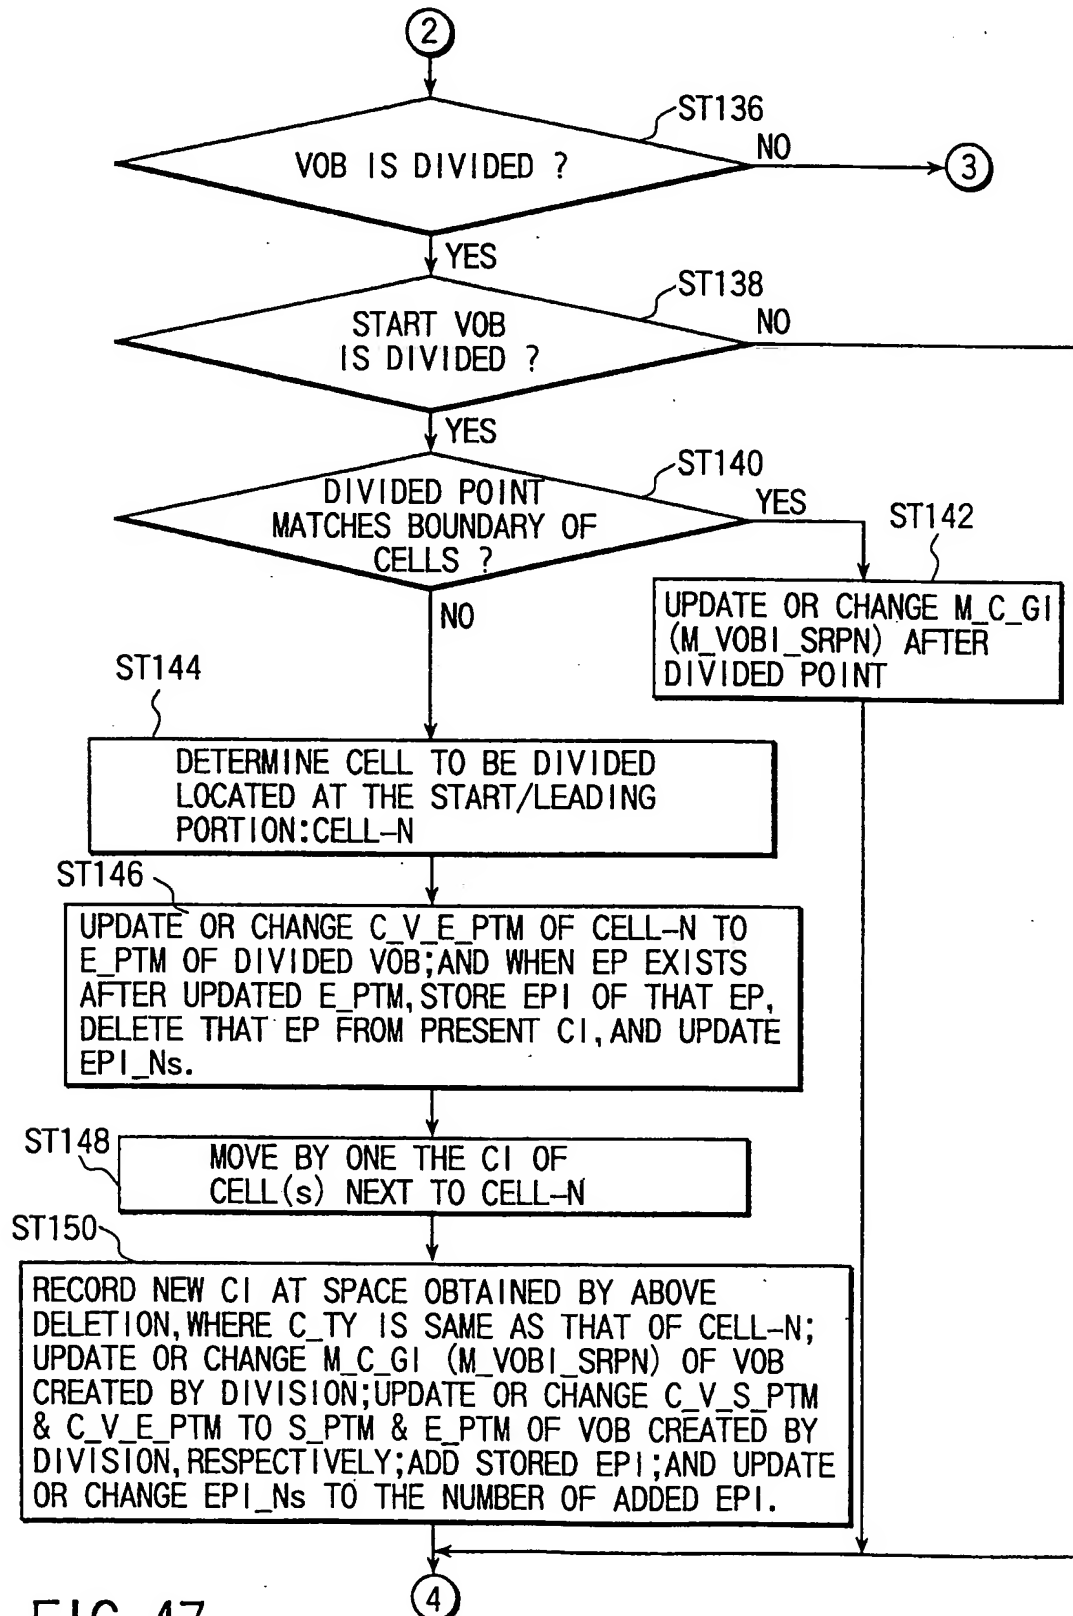 2
ST136
VOB IS DIVIDED ?
NO
3
YES
ST138
START VOB
IS DIVIDED ?
NO
YES
ST140
DIVIDED POINT
MATCHES BOUNDARY OF
CELLS ?
YES
NO
ST142
UPDATE OR CHANGE M_C_GI
(M_VOBI_SRPN) AFTER
DIVIDED POINT
ST144
DETERMINE CELL TO BE DIVIDED
LOCATED AT THE START/LEADING
PORTION:CELL-N
ST146
UPDATE OR CHANGE C_V_E_PTM OF CELL-N TO
E_PTM OF DIVIDED VOB;AND WHEN EP EXISTS
AFTER UPDATED E_PTM,STORE EPI OF THAT EP,
DELETE THAT EP FROM PRESENT CI,AND UPDATE
EPI_Ns.
ST148
MOVE BY ONE THE CI OF
CELL(s) NEXT TO CELL-N
ST150
RECORD NEW CI AT SPACE OBTAINED BY ABOVE
DELETION,WHERE C_TY IS SAME AS THAT OF CELL-N;
UPDATE OR CHANGE M_C_GI (M_VOBI_SRPN) OF VOB
CREATED BY DIVISION;UPDATE OR CHANGE C_V_S_PTM
& C_V_E_PTM TO S_PTM & E_PTM OF VOB CREATED BY
DIVISION,RESPECTIVELY;ADD STORED EPI;AND UPDATE
OR CHANGE EPI_Ns TO THE NUMBER OF ADDED EPI.
4
FIG. 47